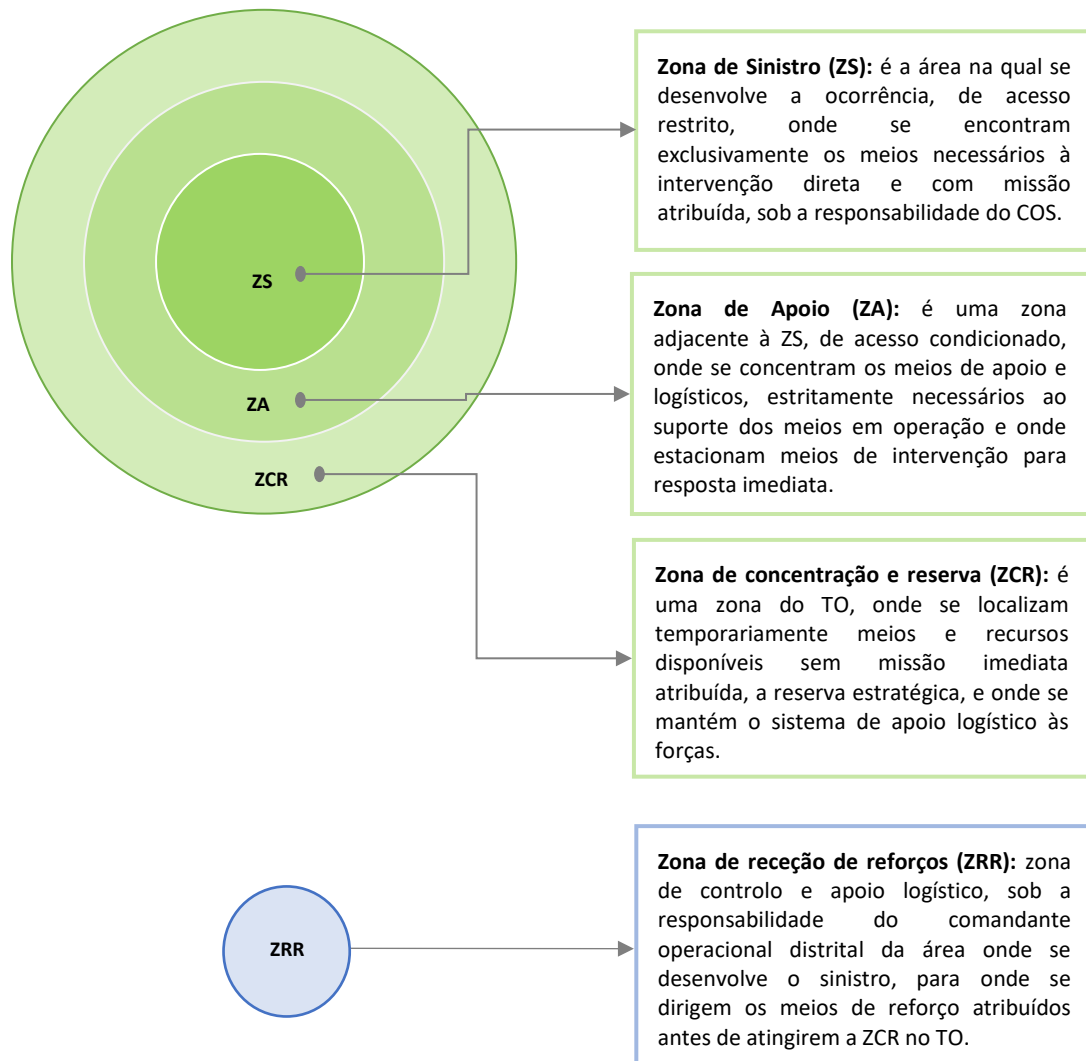 Zona de Sinistro (ZS): é a área na qual se
desenvolve a ocorrência, de acesso
restrito, onde se encontram
exclusivamente os meios necessários à
intervenção direta e com missão
atribuída, sob a responsabilidade do COS.
ZS
Zona de Apoio (ZA): é uma zona
adjacente à ZS, de acesso condicionado,
onde se concentram os meios de apoio e
logísticos, estritamente necessários ao
suporte dos meios em operação e onde
estacionam meios de intervenção para
resposta imediata.
ZA
ZCR
Zona de concentração e reserva (ZCR): é
uma zona do TO, onde se localizam
temporariamente meios e recursos
disponíveis sem missão imediata
atribuída, a reserva estratégica, e onde se
mantém o sistema de apoio logístico às
forças.
Zona de receção de reforços (ZRR): zona
de controlo e apoio logístico, sob a
responsabilidade do comandante
operacional distrital da área onde se
desenvolve o sinistro, para onde se
dirigem os meios de reforço atribuídos
antes de atingirem a ZCR no TO.
ZRR